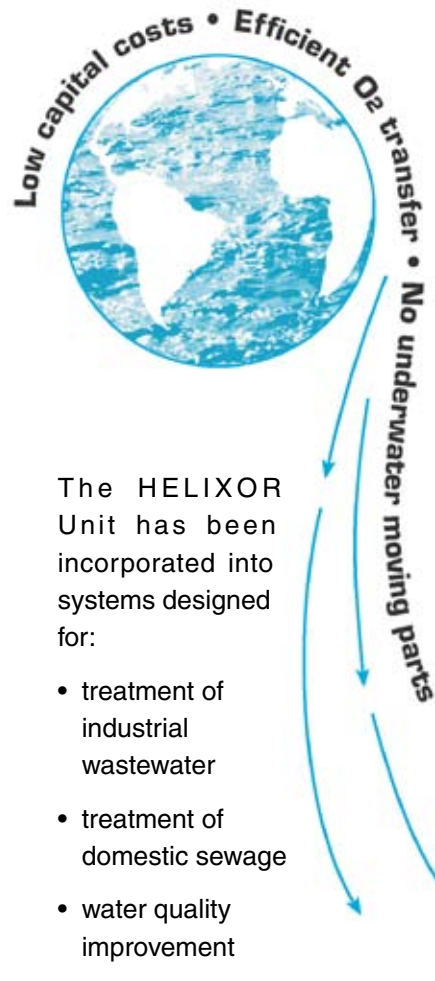 Low capital costs • Efficient O2 transfer • No underwater moving parts
The HELIXOR
Unit has been
incorporated into
systems designed
for:
• treatment of
industrial
wastewater
• treatment of
domestic sewage
• water quality
improvement